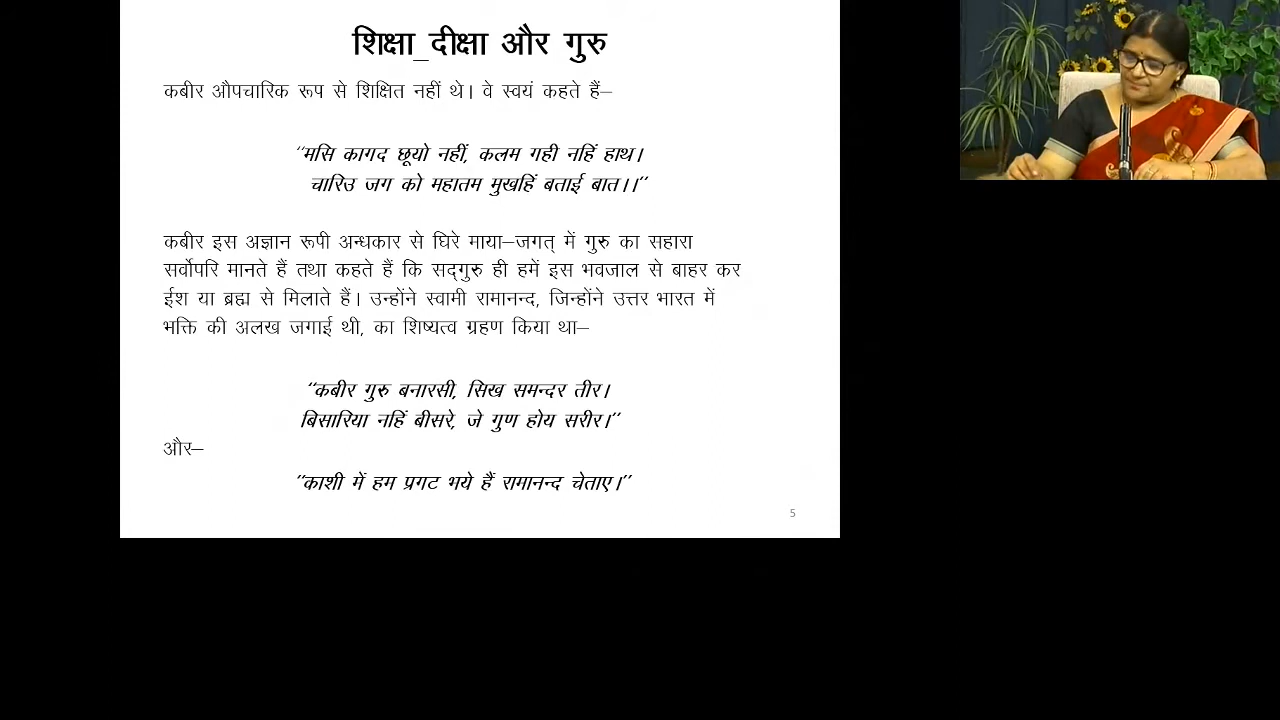 शिक्षा_दीक्षा और गुरु
कबीर औपचारिक रूप से शिक्षित नहीं थे। वे स्वयं कहते हैं–
“मसि कागद छूयो नहीं, कलम गही नहिं हाथ।
चारिउ जग को महातम मुखहिं बताई बात।।”
कबीर इस अज्ञान रूपी अन्धकार से घिरे माया–जगत् में गुरु का सहारा
सर्वोपरि मानते हैं तथा कहते हैं कि सद्गुरु ही हमें इस भवजाल से बाहर कर
ईश या ब्रह्म से मिलाते हैं। उन्होंने स्वामी रामानन्द, जिन्होंने उत्तर भारत में
भक्ति की अलख जगाई थी, का शिष्यत्व ग्रहण किया था–
“कबीर गुरु बनारसी, सिख समन्दर तीर।
बिसारिया नहिं बीसरे, जे गुण होय सरीर।”
और–
“काशी में हम प्रगट भये हैं रामानन्द चेताए।”
5